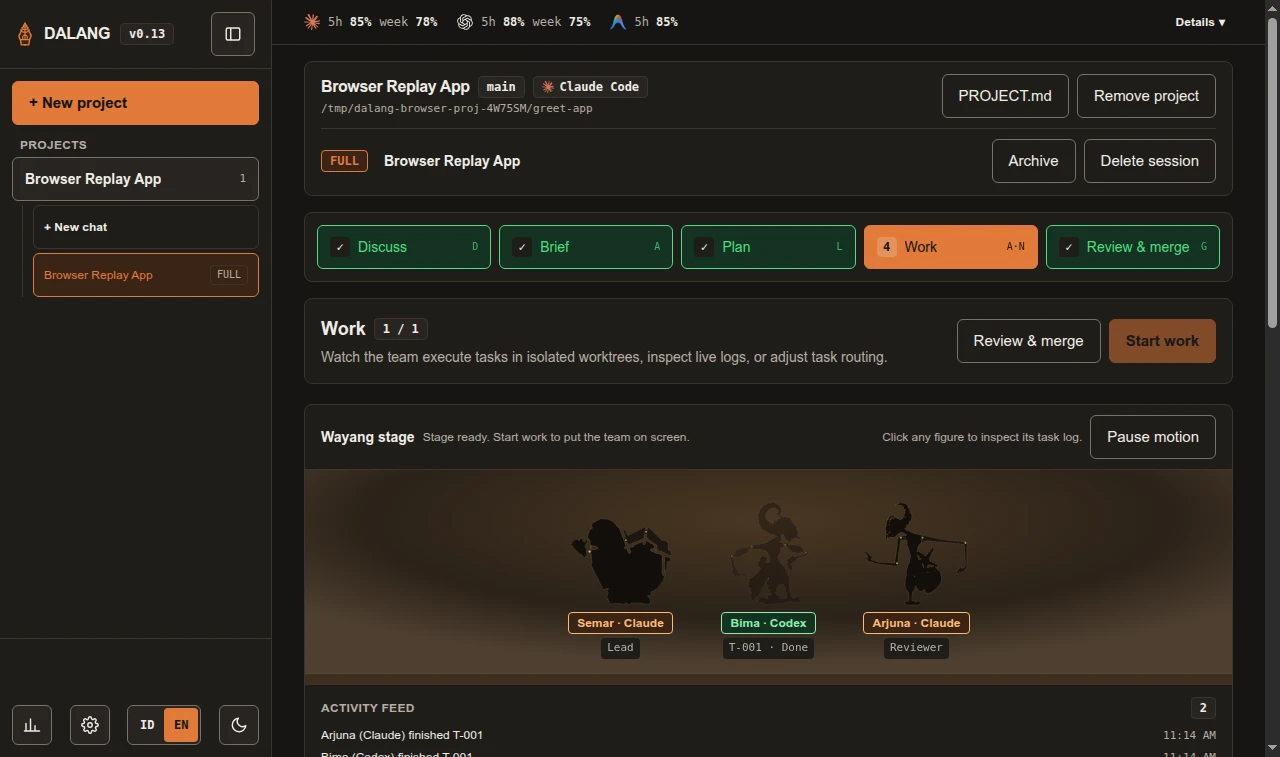 DALANG v0.13
5h 85% week 78% 5h 88% week 75% 5h 85% Details ▼
+ New project
PROJECTS
Browser Replay App 1
+ New chat
Browser Replay App FULL
ID EN
Browser Replay App main Claude Code
/tmp/dalang-browser-proj-4W75SM/greet-app
PROJECT.md Remove project
FULL Browser Replay App
Archive Delete session
✓ Discuss D ✓ Brief A ✓ Plan L 4 Work A·N ✓ Review & merge G
Work 1 / 1
Watch the team execute tasks in isolated worktrees, inspect live logs, or adjust task routing.
Review & merge Start work
Wayang stage Stage ready. Start work to put the team on screen. Click any figure to inspect its task log. Pause motion
Semar · Claude Bima · Codex Arjuna · Claude
Lead T-001 · Done Reviewer
ACTIVITY FEED 2
Arjuna (Claude) finished T-001 11:14 AM
Bima (Codex) finished T-001 11:14 AM